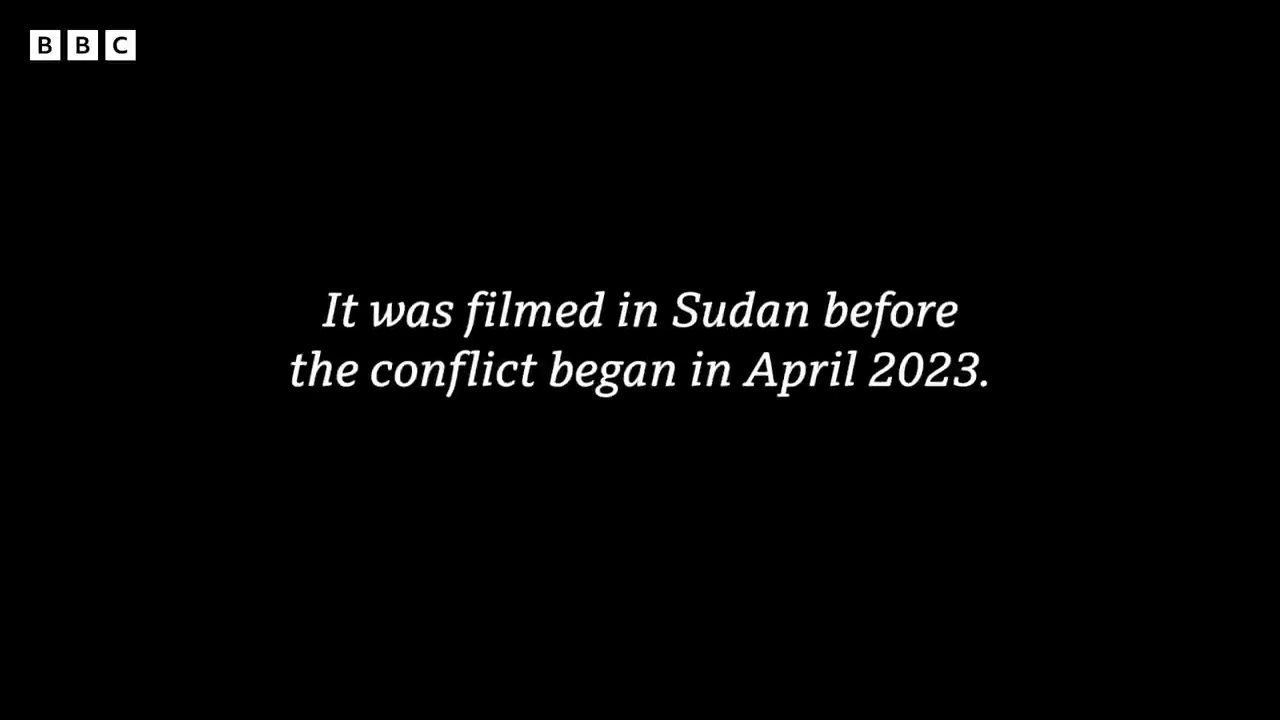 BBC
It was filmed in Sudan before
the conflict began in April 2023.